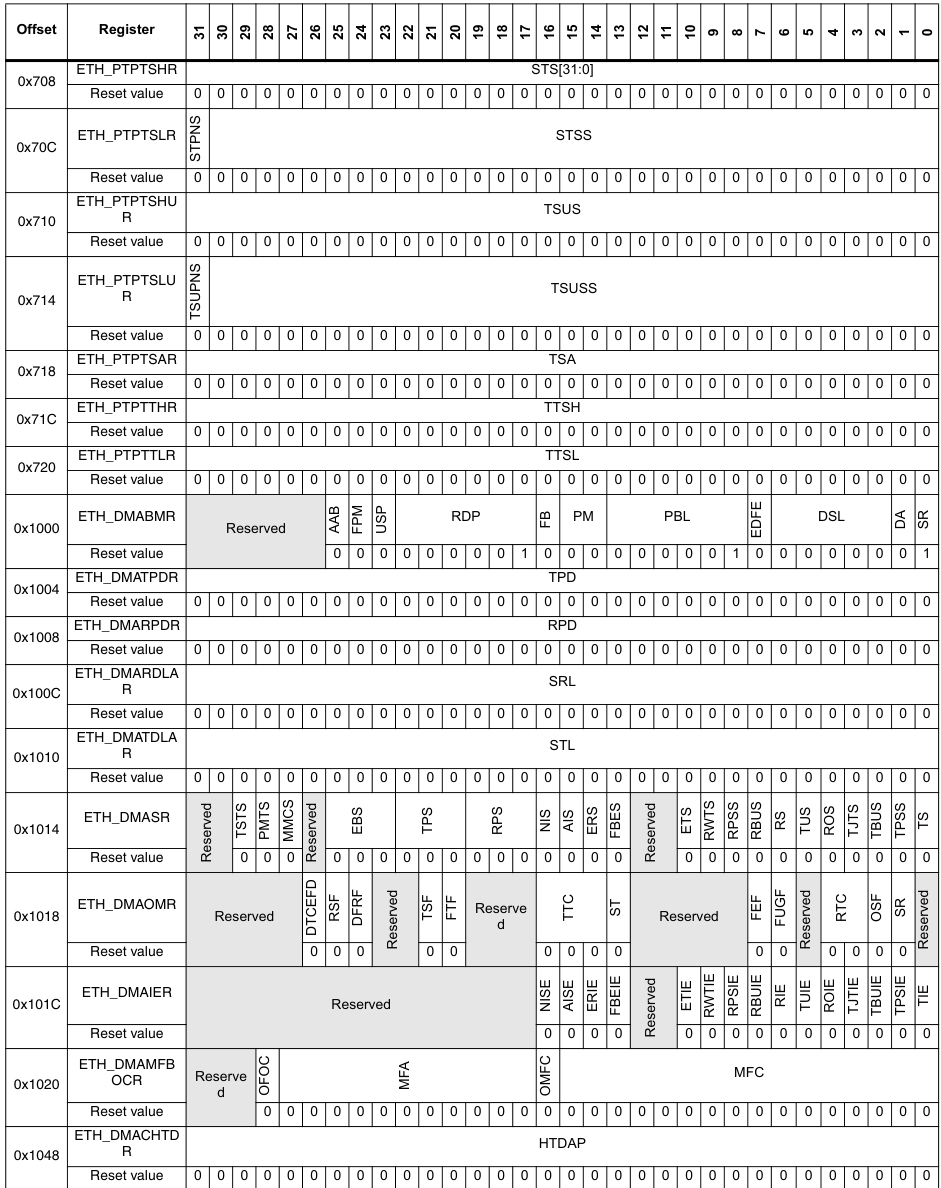 Offset Register 31 30 29 28 27 26 25 24 23 22 21 20 19 18 17 16 15 14 13 12 11 10 9 8 7 6 5 4 3 2 1 0
0x708 ETH_PTPTSHR STS[31:0]
Reset value 0 0 0 0 0 0 0 0 0 0 0 0 0 0 0 0 0 0 0 0 0 0 0 0 0 0 0 0 0 0 0 0
0x70C ETH_PTPTSLR STPNS STSS
Reset value 0 0 0 0 0 0 0 0 0 0 0 0 0 0 0 0 0 0 0 0 0 0 0 0 0 0 0 0 0 0 0 0
0x710 ETH_PTPTSHU
R TSUS
Reset value 0 0 0 0 0 0 0 0 0 0 0 0 0 0 0 0 0 0 0 0 0 0 0 0 0 0 0 0 0 0 0 0
0x714 ETH_PTPTSLU
R TSUPNS TSUSS
Reset value 0 0 0 0 0 0 0 0 0 0 0 0 0 0 0 0 0 0 0 0 0 0 0 0 0 0 0 0 0 0 0 0
0x718 ETH_PTPTSAR TSA
Reset value 0 0 0 0 0 0 0 0 0 0 0 0 0 0 0 0 0 0 0 0 0 0 0 0 0 0 0 0 0 0 0 0
0x71C ETH_PTPTTHR TTSH
Reset value 0 0 0 0 0 0 0 0 0 0 0 0 0 0 0 0 0 0 0 0 0 0 0 0 0 0 0 0 0 0 0 0
0x720 ETH_PTPTTLR TTSL
Reset value 0 0 0 0 0 0 0 0 0 0 0 0 0 0 0 0 0 0 0 0 0 0 0 0 0 0 0 0 0 0 0 0
0x1000 ETH_DMABMR Reserved AAB FPM USP RDP FB PM PBL EDFE DSL DA SR
Reset value 0 0 0 0 0 0 0 0 1 0 0 0 0 0 0 0 0 1 0 0 0 0 0 0 0 1
0x1004 ETH_DMATPDR TPD
Reset value 0 0 0 0 0 0 0 0 0 0 0 0 0 0 0 0 0 0 0 0 0 0 0 0 0 0 0 0 0 0 0 0
0x1008 ETH_DMARPDR RPD
Reset value 0 0 0 0 0 0 0 0 0 0 0 0 0 0 0 0 0 0 0 0 0 0 0 0 0 0 0 0 0 0 0 0
0x100C ETH_DMARDLA
R SRL
Reset value 0 0 0 0 0 0 0 0 0 0 0 0 0 0 0 0 0 0 0 0 0 0 0 0 0 0 0 0 0 0 0 0
0x1010 ETH_DMATDLA
R STL
Reset value 0 0 0 0 0 0 0 0 0 0 0 0 0 0 0 0 0 0 0 0 0 0 0 0 0 0 0 0 0 0 0 0
0x1014 ETH_DMASR Reserved TSTS PMTS MMCS Reserved EBS TPS RPS NIS AIS ERS FBES Reserved ETS RWTS RPSS RBUS RS TUS ROS TJTS TBUS TPSS TS
Reset value 0 0 0 0 0 0 0 0 0 0 0 0 0 0 0 0 0 0 0 0 0 0 0 0 0 0 0
0x1018 ETH_DMAOMR Reserved DTCEFD RSF DFRF Reserved TSF FTF Reserve
d TTC ST Reserved FEF FUGF Reserved RTC OSF SR Reserved
Reset value 0 0 0 0 0 0 0 0 0 0 0 0 0 0 0
0x101C ETH_DMAIER Reserved NISE AISE ERIE FBEIE Reserved ETIE RWTIE RPSIE RBUIE RIE TUIE ROIE TJTIE TBUIE TPSIE TIE
Reset value 0 0 0 0 0 0 0 0 0 0 0 0 0 0 0
0x1020 ETH_DMAMFB
OCR Reserve
d OFOC MFA OMFC MFC
Reset value 0 0 0 0 0 0 0 0 0 0 0 0 0 0 0 0 0 0 0 0 0 0 0 0 0 0 0 0 0
0x1048 ETH_DMACHTD
R HTDAP
Reset value 0 0 0 0 0 0 0 0 0 0 0 0 0 0 0 0 0 0 0 0 0 0 0 0 0 0 0 0 0 0 0 0